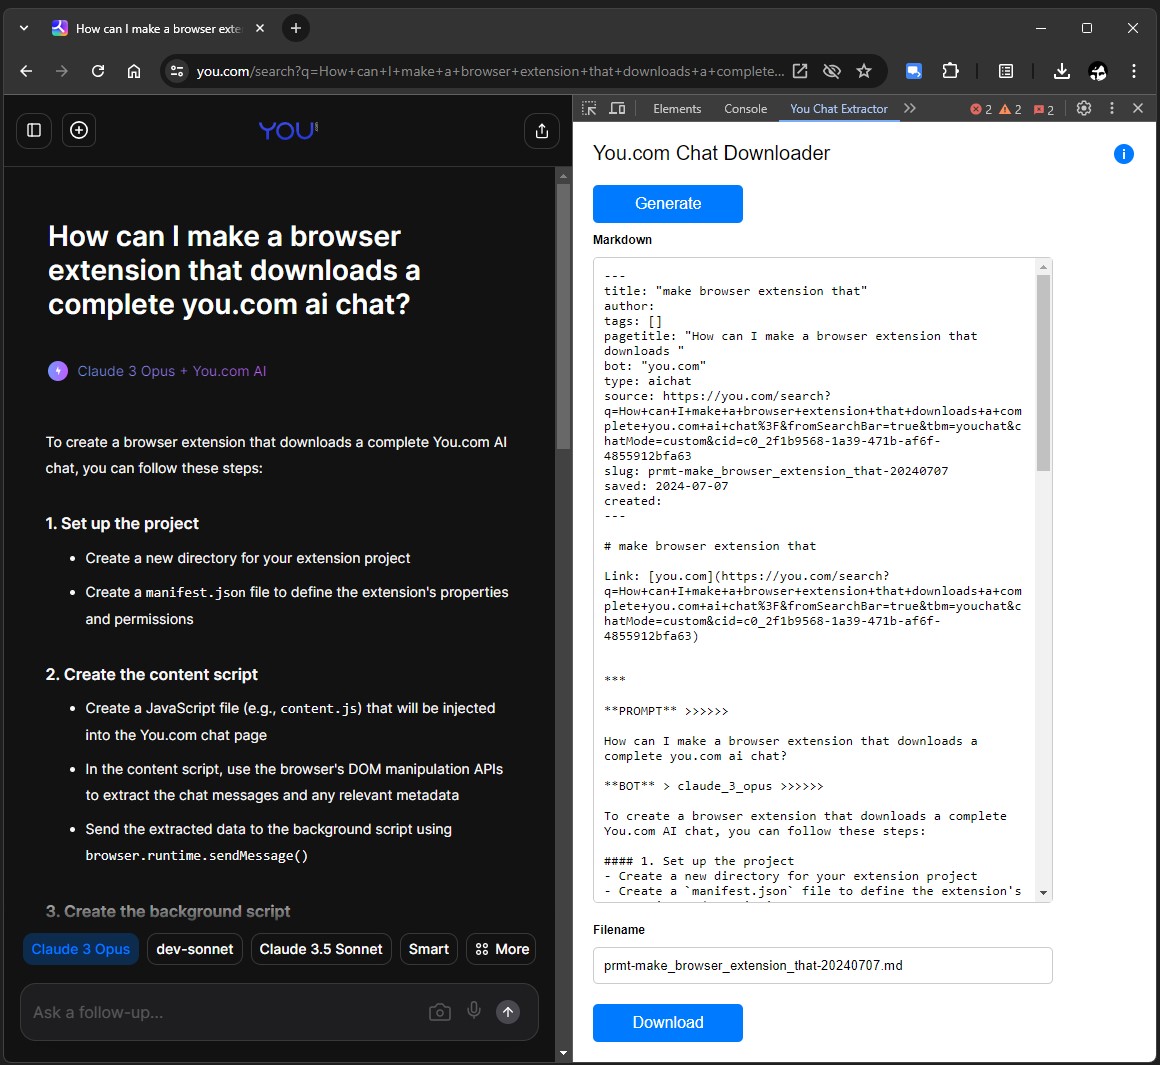 How can I make a browser exte
you.com/search?q=How+can+I+make+a+browser+extension+that+downloads+a+complete...
YOU
How can I make a browser
extension that downloads a
complete you.com ai chat?
Claude 3 Opus + You.com AI
To create a browser extension that downloads a complete You.com AI
chat, you can follow these steps:
1. Set up the project
• Create a new directory for your extension project
• Create a manifest.json file to define the extension's properties
and permissions
2. Create the content script
• Create a JavaScript file (e.g., content.js) that will be injected
into the You.com chat page
• In the content script, use the browser's DOM manipulation APIs
to extract the chat messages and any relevant metadata
• Send the extracted data to the background script using
browser.runtime.sendMessage()
3. Create the background script
Claude 3 Opus
dev-sonnet
Claude 3.5 Sonnet
Smart
More
Ask a follow-up...
Elements
Console
You Chat Extractor
2
2
2
You.com Chat Downloader
Generate
Markdown
---
title: "make browser extension that"
author:
tags: []
pagetitle: "How can I make a browser extension that
downloads "
bot: "you.com"
type: aichat
source: https://you.com/search?
q=How+can+I+make+a+browser+extension+that+downloads+a+com
plete+you.com+ai+chat%3F&fromSearchBar=true&tbm=youchat&c
hatMode=custom&cid=c0_2f1b9568-1a39-471b-af6f-
4855912bfa63
slug: prmt-make_browser_extension_that-20240707
saved: 2024-07-07
created:
---
# make browser extension that
Link: [you.com](https://you.com/search?
q=How+can+I+make+a+browser+extension+that+downloads+a+com
plete+you.com+ai+chat%3F&fromSearchBar=true&tbm=youchat&c
hatMode=custom&cid=c0_2f1b9568-1a39-471b-af6f-
4855912bfa63)
***
**PROMPT** >>>>>>
How can I make a browser extension that downloads a
complete you.com ai chat?
**BOT** > claude_3_opus >>>>>>
To create a browser extension that downloads a complete
You.com AI chat, you can follow these steps:
#### 1. Set up the project
- Create a new directory for your extension project
- Create a `manifest.json` file to define the extension's
Filename
prmt-make_browser_extension_that-20240707.md
Download